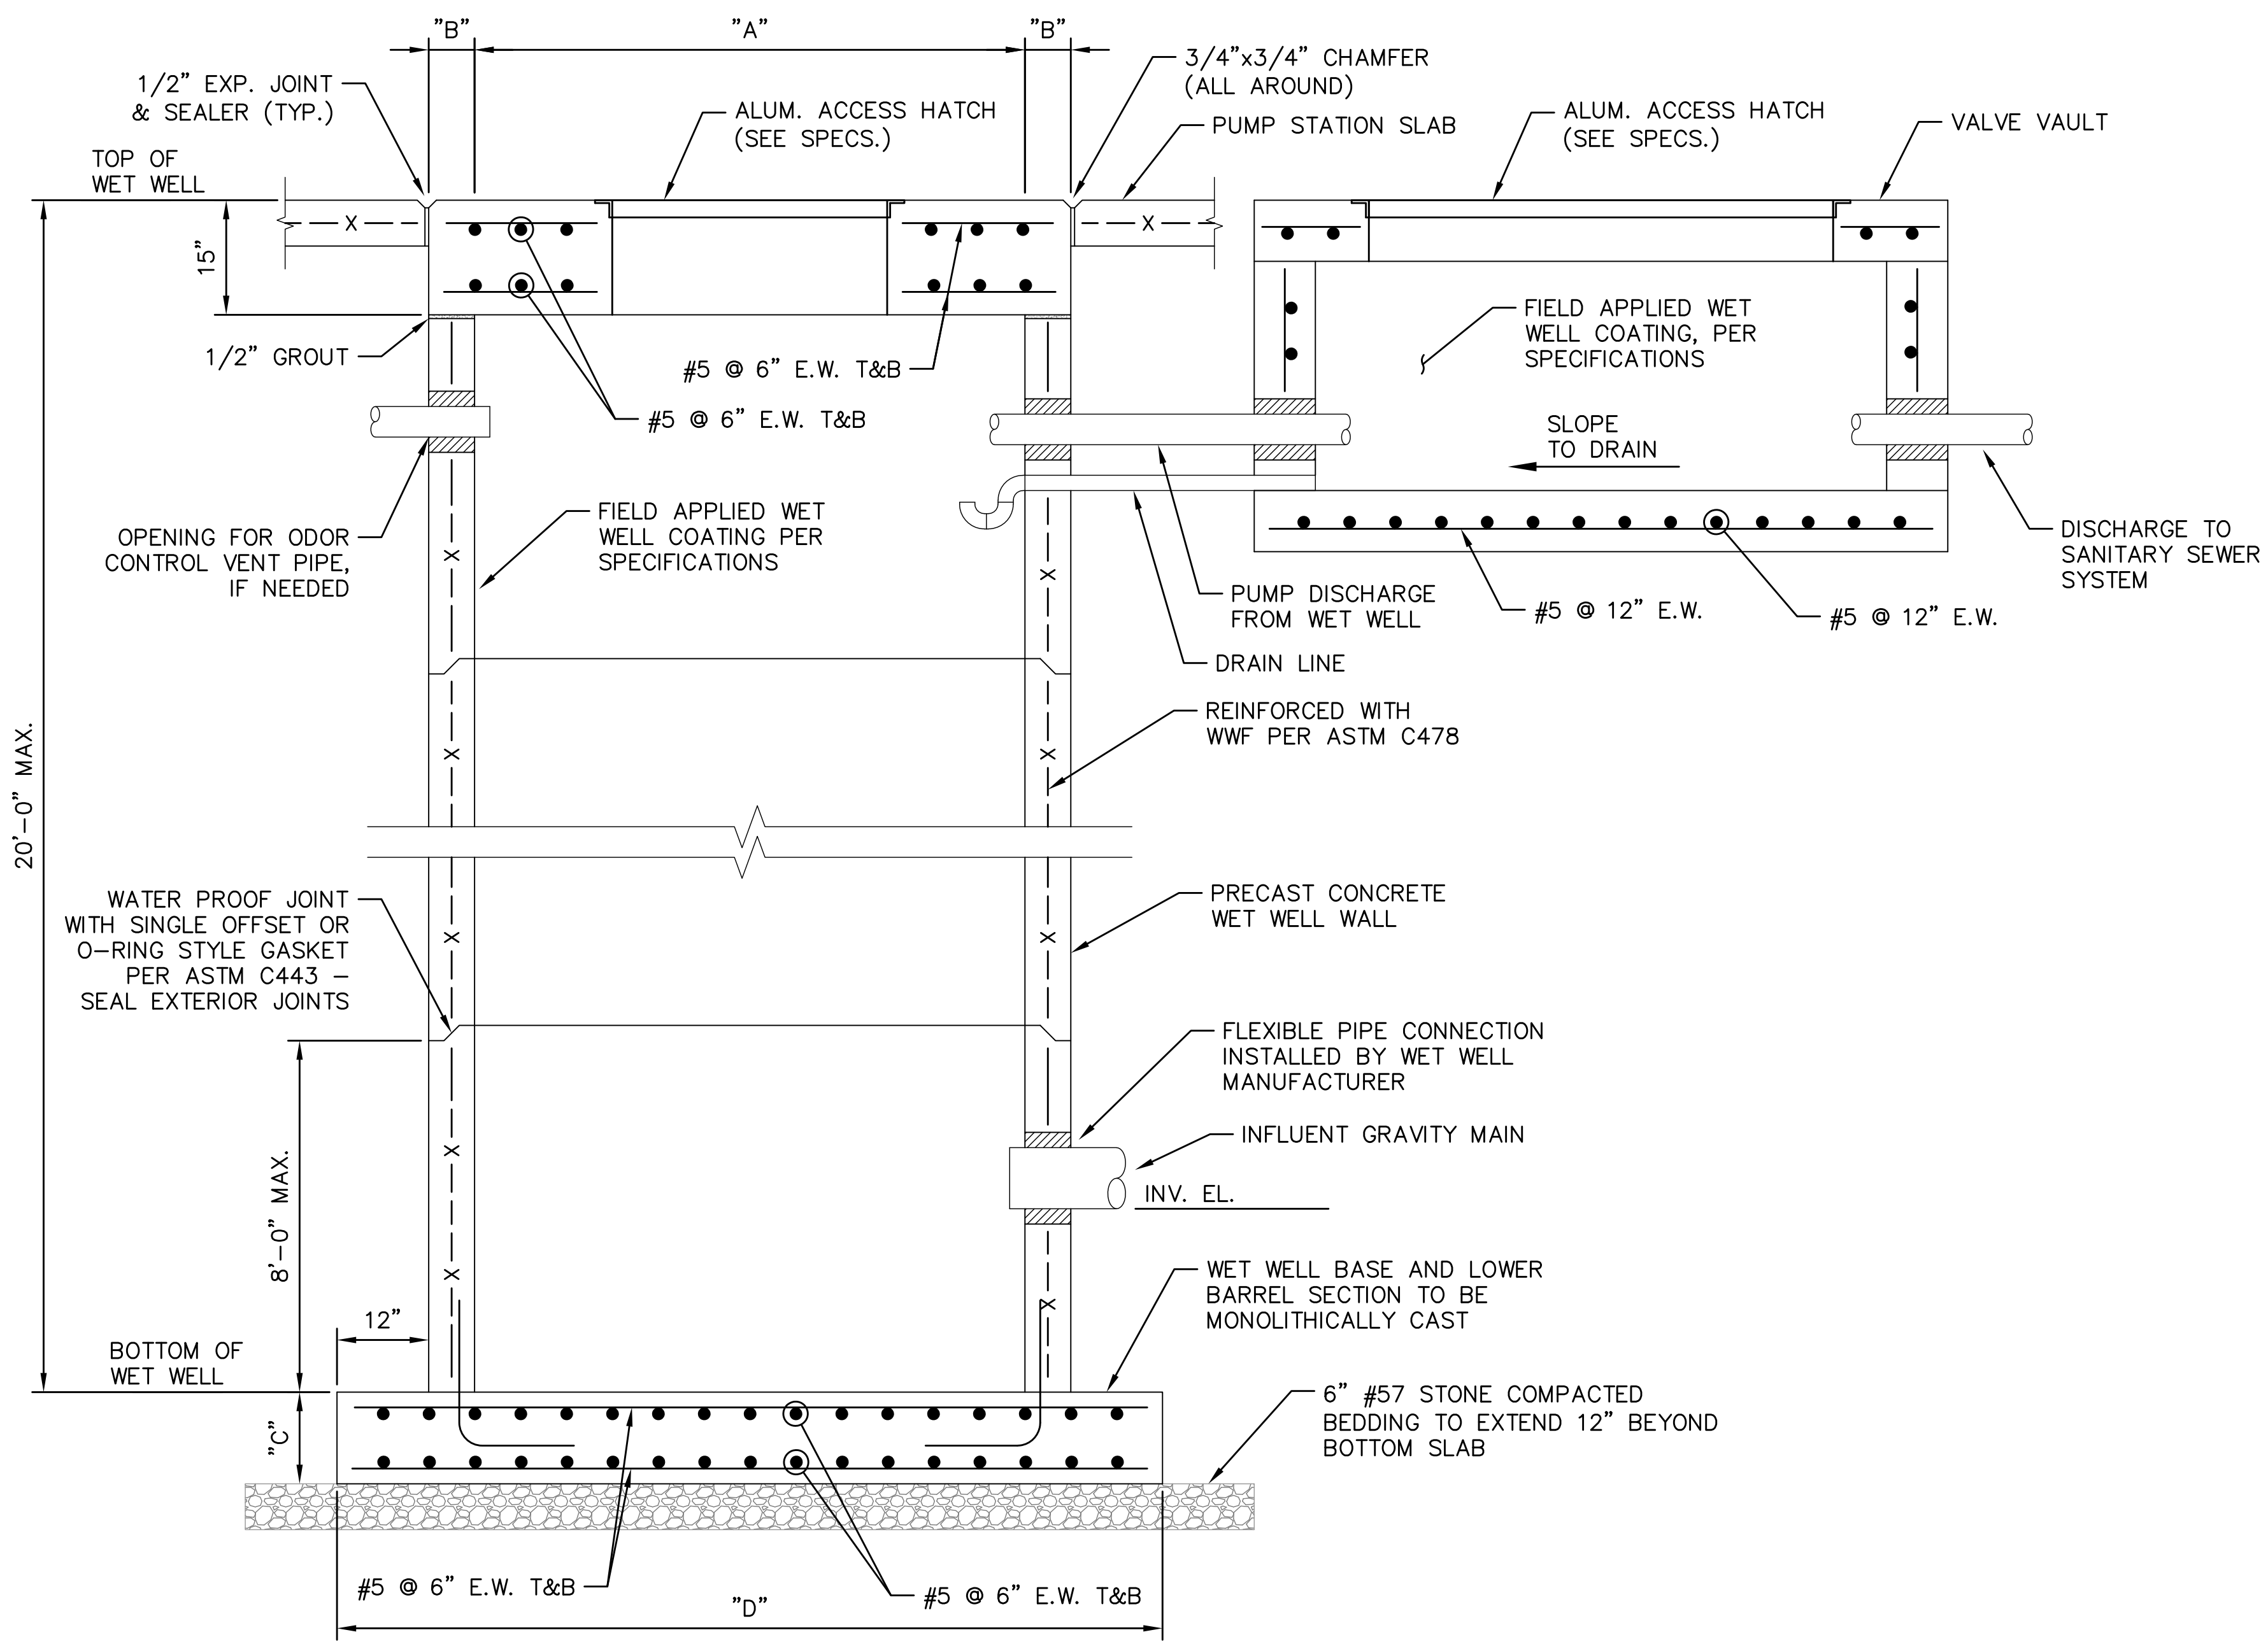 "B"
"A"
"B"
1/2" EXP. JOINT
& SEALER (TYP.)
3/4"x3/4" CHAMFER
(ALL AROUND)
ALUM. ACCESS HATCH
(SEE SPECS.)
PUMP STATION SLAB
ALUM. ACCESS HATCH
(SEE SPECS.)
VALVE VAULT
TOP OF
WET WELL
X
X
15"
1/2" GROUT
#5 @ 6" E.W. T&B
#5 @ 6" E.W. T&B
FIELD APPLIED WET
WELL COATING, PER
SPECIFICATIONS
SLOPE
TO DRAIN
OPENING FOR ODOR
CONTROL VENT PIPE,
IF NEEDED
FIELD APPLIED WET
WELL COATING PER
SPECIFICATIONS
X
X
DISCHARGE TO
SANITARY SEWER
SYSTEM
PUMP DISCHARGE
FROM WET WELL
#5 @ 12" E.W.
#5 @ 12" E.W.
DRAIN LINE
REINFORCED WITH
WWF PER ASTM C478
X
X
20'-0" MAX.
WATER PROOF JOINT
WITH SINGLE OFFSET OR
O-RING STYLE GASKET
PER ASTM C443 -
SEAL EXTERIOR JOINTS
X
X
PRECAST CONCRETE
WET WELL WALL
FLEXIBLE PIPE CONNECTION
INSTALLED BY WET WELL
MANUFACTURER
INFLUENT GRAVITY MAIN
X
INV. EL.
8'-0" MAX.
X
X
WET WELL BASE AND LOWER
BARREL SECTION TO BE
MONOLITHICALLY CAST
12"
BOTTOM OF
WET WELL
"C"
6" #57 STONE COMPACTED
BEDDING TO EXTEND 12" BEYOND
BOTTOM SLAB
#5 @ 6" E.W. T&B
#5 @ 6" E.W. T&B
"D"